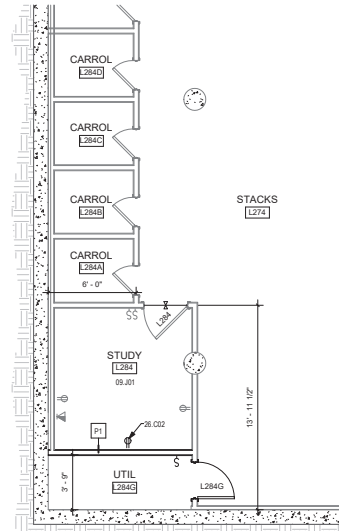 CARROL
L284D
CARROL
L284C
CARROL
L284B
STACKS
L274
CARROL
L284A
6' - 0"
$$
L284
STUDY
L284
09.J01
13' - 11 1/2"
P1
26.C02
$
3' - 9"
UTIL
L284G
L284G